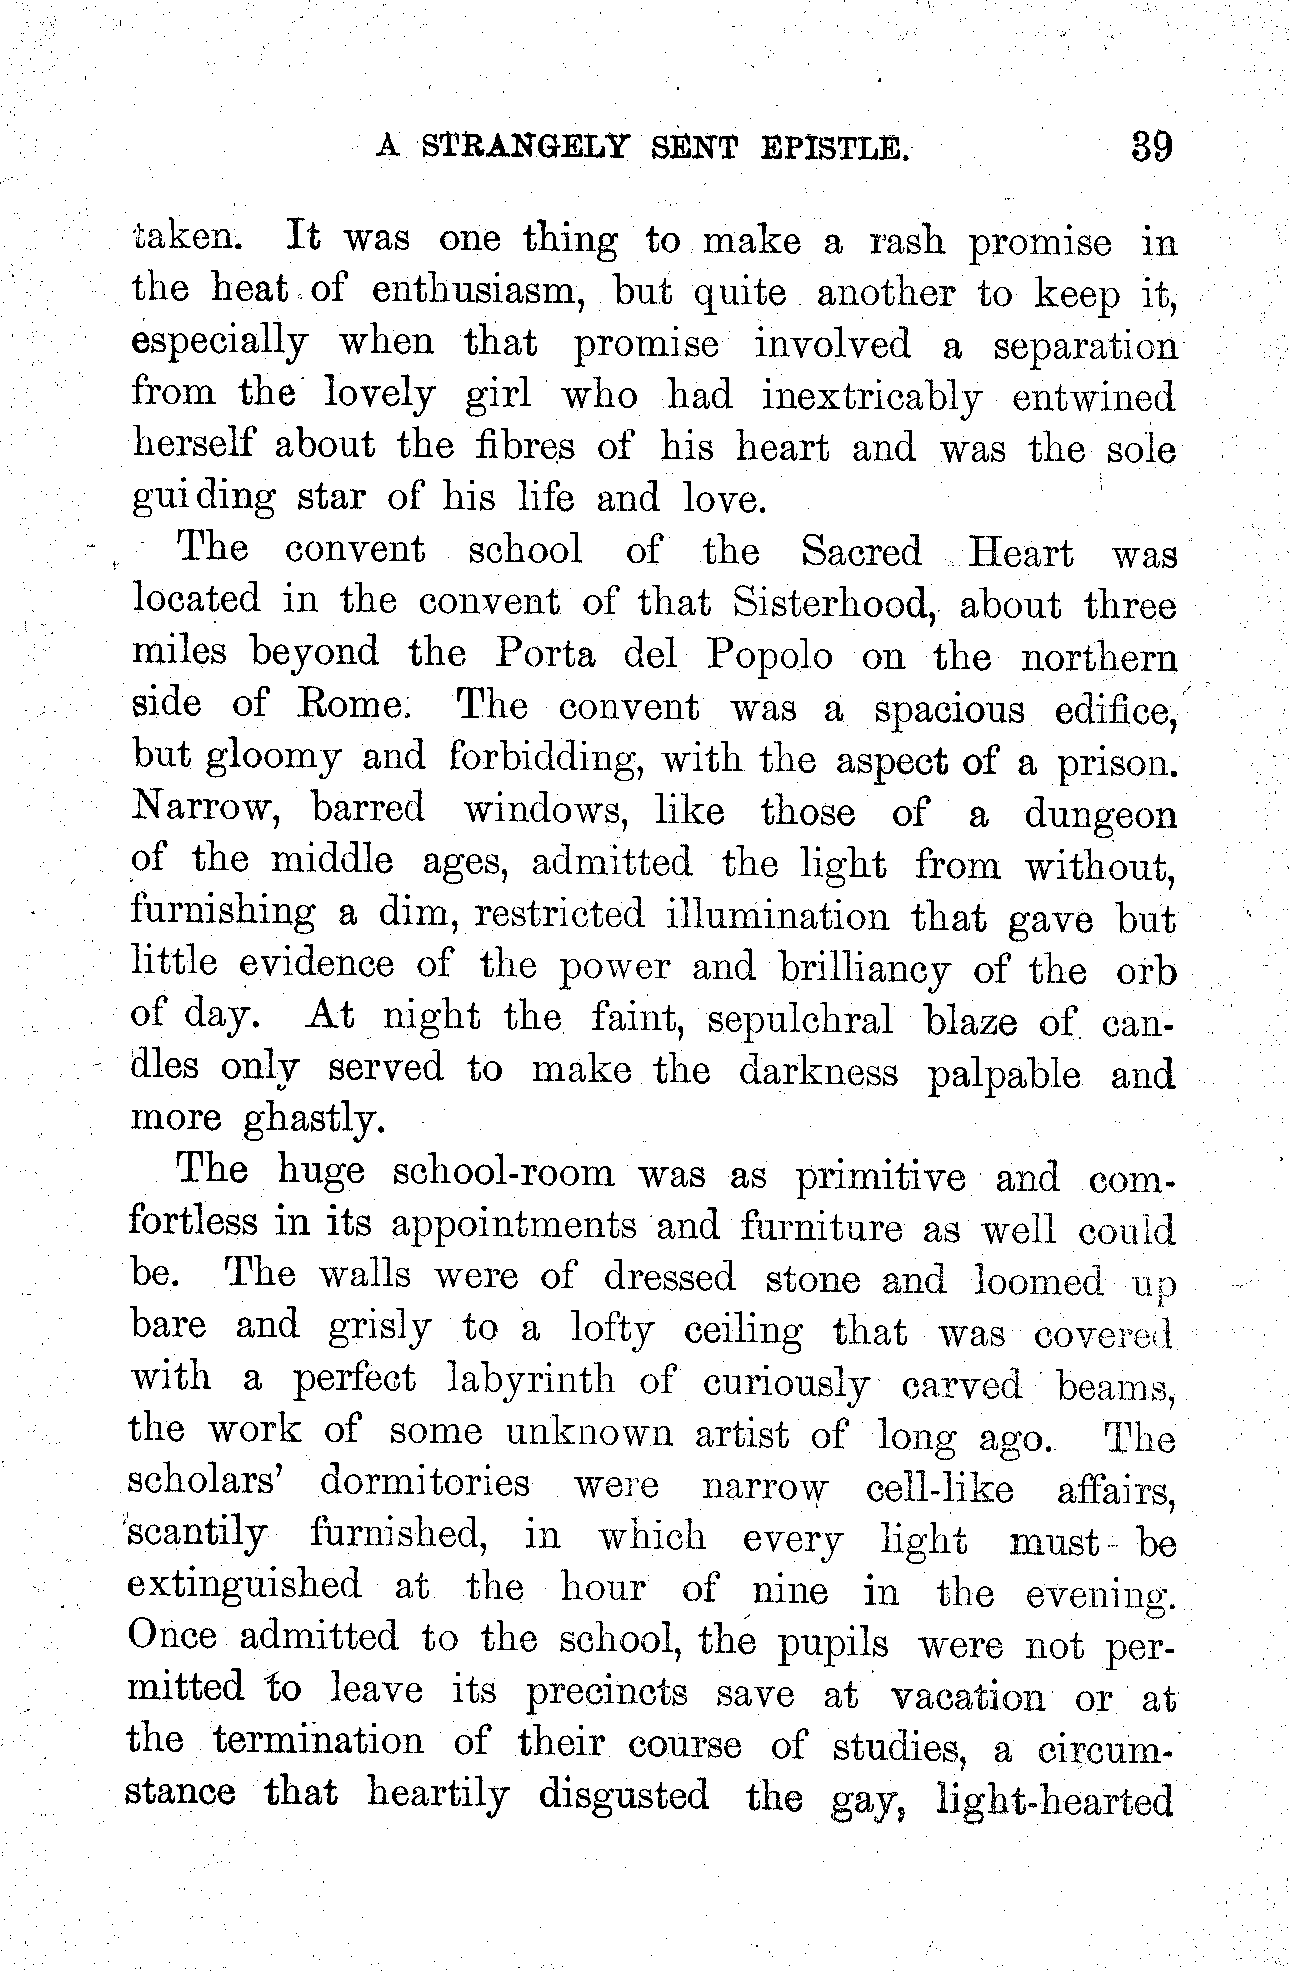 A STRANGELY SENT EPISTLE. 39
taken. It was one thing to make a rash promise in
the heat of enthusiasm, but quite another to keep it,
especially when that promise involved a separation
from the lovely girl who had inextricably entwined
herself about the fibres of his heart and was the sole
guiding star of his life and love.
The convent school of the Sacred Heart was
located in the convent of that Sisterhood, about three
miles beyond the Porta del Popolo on the northern
side of Rome. The convent was a spacious edifice,
but gloomy and forbidding, with the aspect of a prison.
Narrow, barred windows, like those of a dungeon
of the middle ages, admitted the light from without,
furnishing a dim, restricted illumination that gave but
little evidence of the power and brilliancy of the orb
of day. At night the faint, sepulchral blaze of can-
dles only served to make the darkness palpable and
more ghastly.
The huge school-room was as primitive and com-
fortless in its appointments and furniture as well could
be. The walls were of dressed stone and loomed up
bare and grisly to a lofty ceiling that was covered
with a perfect labyrinth of curiously carved beams,
the work of some unknown artist of long ago. The
scholars' dormitories were narrow cell-like affairs,
scantily furnished, in which every light must be
extinguished at the hour of nine in the evening.
Once admitted to the school, the pupils were not per-
mitted to leave its precincts save at vacation or at
the termination of their course of studies, a circum-
stance that heartily disgusted the gay, light-hearted